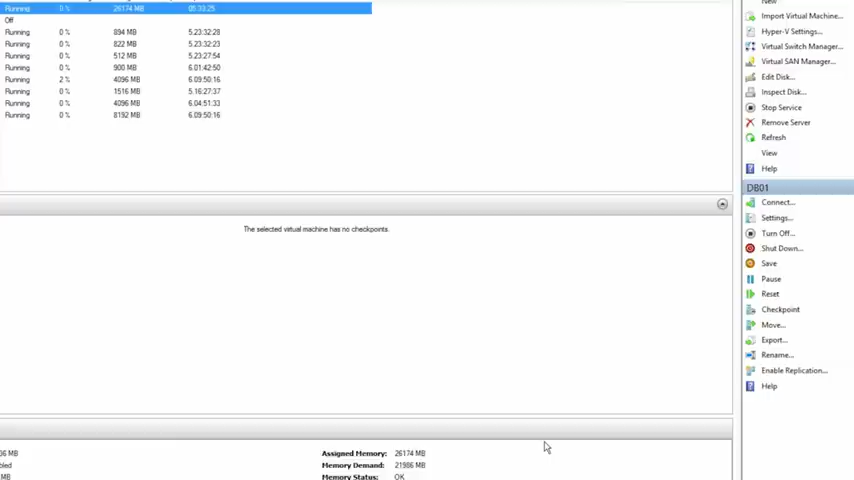 Running 0 % 26174 MB 05:33:25
Off
Running 0 % 894 MB 5.23:32:28
Running 0 % 822 MB 5.23:32:23
Running 0 % 512 MB 5.23:27:54
Running 0 % 900 MB 6.01:42:50
Running 2 % 4096 MB 6.09:50:16
Running 0 % 1516 MB 5.16:27:37
Running 0 % 4096 MB 6.04:51:33
Running 0 % 8192 MB 6.09:50:16
The selected virtual machine has no checkpoints.
Assigned Memory: 26174 MB
Memory Demand: 21986 MB
Memory Status: OK
New
Import Virtual Machine...
Hyper-V Settings...
Virtual Switch Manager...
Virtual SAN Manager...
Edit Disk...
Inspect Disk...
Stop Service
Remove Server
Refresh
View
Help
DB01
Connect...
Settings...
Turn Off...
Shut Down...
Save
Pause
Reset
Checkpoint
Move...
Export...
Rename...
Enable Replication...
Help